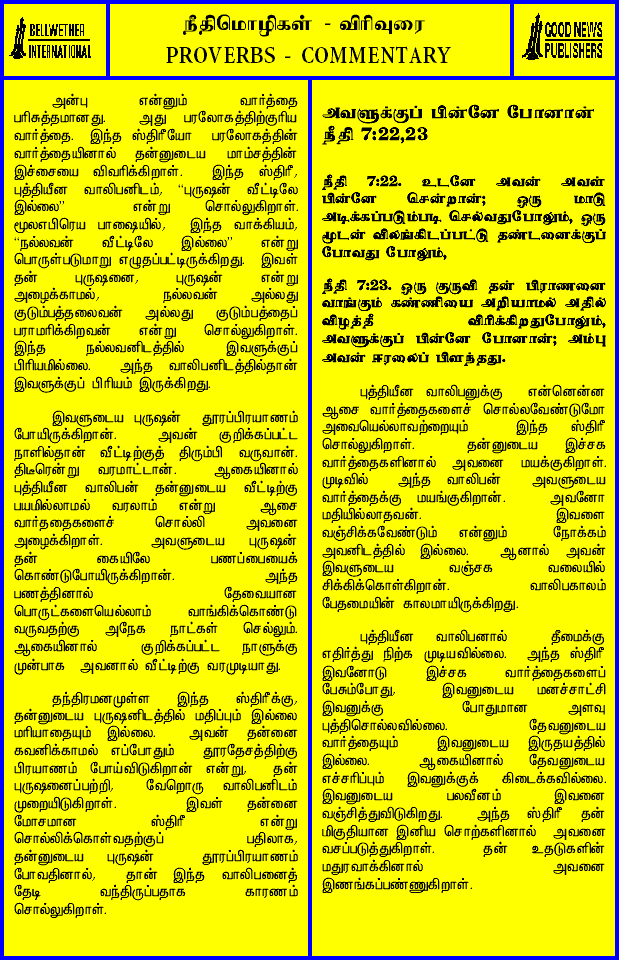 BELLWETHER
INTERNATIONAL
நீதிமொழிகள் - விரிவுரை
PROVERBS - COMMENTARY
GOOD NEWS
PUBLISHERS
அன்பு என்னும் வார்த்தை
பரிசுத்தமானது. அது பரலோகத்திற்குரிய
வார்த்தை. இந்த ஸ்திரீயோ பரலோகத்தின்
வார்த்தையினால் தன்னுடைய மாம்சத்தின்
இச்சையை விவரிக்கிறாள். இந்த ஸ்திரீ,
புத்தியீன வாலிபனிடம், “புருஷன் வீட்டிலே
இல்லை” என்று சொல்லுகிறாள்.
மூலஎபிரெய பாஷையில், இந்த வாக்கியம்,
“நல்லவன் வீட்டிலே இல்லை” என்று
பொருள்படுமாறு எழுதப்பட்டிருக்கிறது. இவள்
தன் புருஷனை, புருஷன் என்று
அழைக்காமல், நல்லவன் அல்லது
குடும்பத்தலைவன் அல்லது குடும்பத்தைப்
பராமரிக்கிறவன் என்று சொல்லுகிறாள்.
இந்த நல்லவனிடத்தில் இவளுக்குப்
பிரியமில்லை. அந்த வாலிபனிடத்தில்தான்
இவளுக்குப் பிரியம் இருக்கிறது.
இவளுடைய புருஷன் தூரப்பிரயாணம்
போயிருக்கிறான். அவன் குறிக்கப்பட்ட
நாளில்தான் வீட்டிற்குத் திரும்பி வருவான்.
திடீரென்று வரமாட்டான். ஆகையினால்
புத்தியீன வாலிபன் தன்னுடைய வீட்டிற்கு
பயமில்லாமல் வரலாம் என்று ஆசை
வார்ததைகளைச் சொல்லி அவனை
அழைக்கிறாள். அவளுடைய புருஷன்
தன் கையிலே பணப்பையைக்
கொண்டுபோயிருக்கிறான். அந்த
பணத்தினால் தேவையான
பொருட்களையெல்லாம் வாங்கிக்கொண்டு
வருவதற்கு அநேக நாட்கள் செல்லும்.
ஆகையினால் குறிக்கப்பட்ட நாளுக்கு
முன்பாக அவனால் வீட்டிற்கு வரமுடியாது.
தந்திரமனமுள்ள இந்த ஸ்திரீக்கு,
தன்னுடைய புருஷனிடத்தில் மதிப்பும் இல்லை
மரியாதையும் இல்லை. அவன் தன்னை
கவனிக்காமல் எப்போதும் தூரதேசத்திற்கு
பிரயாணம் போய்விடுகிறான் என்று, தன்
புருஷனைப்பற்றி, வேறொரு வாலிபனிடம்
முறையிடுகிறாள். இவள் தன்னை
மோசமான ஸ்திரீ என்று
சொல்லிக்கொள்வதற்குப் பதிலாக,
தன்னுடைய புருஷன் தூரப்பிரயாணம்
போவதினால், தான் இந்த வாலிபனைத்
தேடி வந்திருப்பதாக காரணம்
சொல்லுகிறாள்.
அவளுக்குப் பின்னே போனான்
நீதி 7:22,23
நீதி 7:22. உடனே அவன் அவள்
பின்னே சென்றான்; ஒரு மாடு
அடிக்கப்படும்படி செல்வதுபோலும், ஒரு
மூடன் விலங்கிடப்பட்டு தண்டனைக்குப்
போவது போலும்,
நீதி 7:23. ஒரு குருவி தன் பிராணனை
வாங்கும் கண்ணியை அறியாமல் அதில்
விழத்தீ விரிக்கிறதுபோலும்,
அவளுக்குப் பின்னே போனான்; அம்பு
அவன் ஈரலைப் பிளந்தது.
புத்தியீன வாலிபனுக்கு என்னென்ன
ஆசை வார்த்தைகளைச் சொல்லவேண்டுமோ
அவையெல்லாவற்றையும் இந்த ஸ்திரீ
சொல்லுகிறாள். தன்னுடைய இச்சக
வார்த்தைகளினால் அவனை மயக்குகிறாள்.
முடிவில் அந்த வாலிபன் அவளுடைய
வார்த்தைக்கு மயங்குகிறான். அவனோ
மதியில்லாதவன். இவளை
வஞ்சிக்கவேண்டும் என்னும் நோக்கம்
அவனிடத்தில் இல்லை. ஆனால் அவன்
இவளுடைய வஞ்சக வலையில்
சிக்கிக்கொள்கிறான். வாலிபகாலம்
பேதமையின் காலமாயிருக்கிறது.
புத்தியீன வாலிபனால் தீமைக்கு
எதிர்த்து நிற்க முடியவில்லை. அந்த ஸ்திரீ
இவனோடு இச்சக வார்த்தைகளைப்
பேசும்போது, இவனுடைய மனச்சாட்சி
இவனுக்கு போதுமான அளவு
புத்திசொல்லவில்லை. தேவனுடைய
வார்த்தையும் இவனுடைய இருதயத்தில்
இல்லை. ஆகையினால் தேவனுடைய
எச்சரிப்பும் இவனுக்குக் கிடைக்கவில்லை.
இவனுடைய பலவீனம் இவனை
வஞ்சித்துவிடுகிறது. அந்த ஸ்திரீ தன்
மிகுதியான இனிய சொற்களினால் அவனை
வசப்படுத்துகிறாள். தன் உதடுகளின்
மதுரவாக்கினால் அவனை
இணங்கப்பண்ணுகிறாள்.